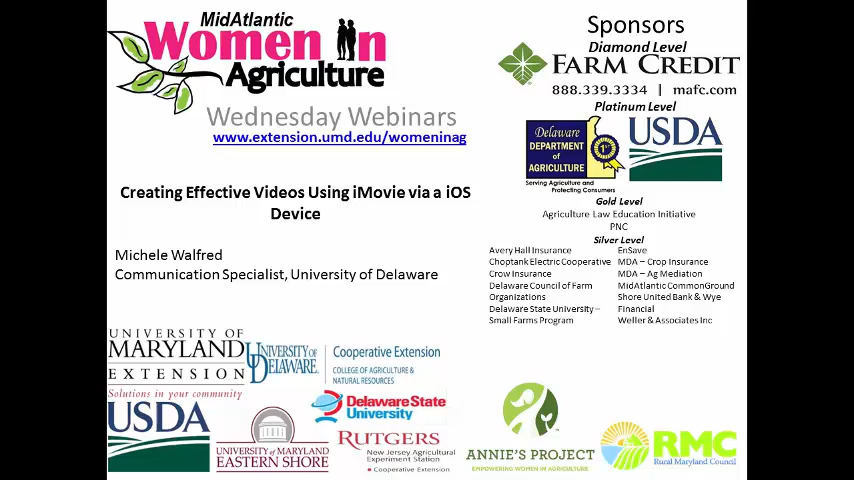 MidAtlantic
Women in
Agriculture
Wednesday Webinars
www.extension.umd.edu/womeninag
Creating Effective Videos Using iMovie via a iOS
Device
Michele Walfred
Communication Specialist, University of Delaware
Sponsors
Diamond Level
FARM CREDIT
888.339.3334 | mafc.com
Platinum Level
Delaware
DEPARTMENT
OF
AGRICULTURE
1ST
Serving Agriculture and
Protecting Consumers
USDA
Gold Level
Agriculture Law Education Initiative
PNC
Silver Level
Avery Hall Insurance
Choptank Electric Cooperative
Crow Insurance
Delaware Council of Farm
Organizations
Delaware State University –
Small Farms Program
EnSave
MDA – Crop Insurance
MDA – Ag Mediation
MidAtlantic CommonGround
Shore United Bank & Wye
Financial
Weller & Associates Inc
UNIVERSITY OF
MARYLAND
EXTENSION
Solutions in your community
UNIVERSITY OF
DELAWARE
Cooperative Extension
COLLEGE OF AGRICULTURE &
NATURAL RESOURCES
USDA
UNIVERSITY of MARYLAND
EASTERN SHORE
Delaware State
University
RUTGERS
New Jersey Agricultural
Experiment Station
Cooperative Extension
ANNIE'S PROJECT
EMPOWERING WOMEN IN AGRICULTURE
RMC
Rural Maryland Council